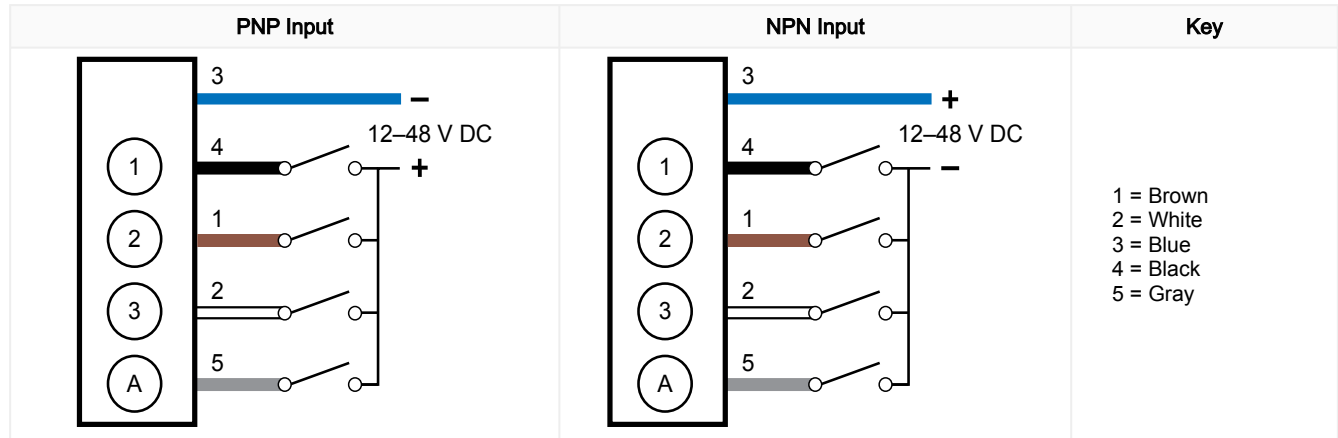 PNP Input
NPN Input
Key
3
−
12–48 V DC
4
1
+
1
2
2
3
5
A
3
+
12–48 V DC
4
1
−
1
2
2
3
5
A
1 = Brown
2 = White
3 = Blue
4 = Black
5 = Gray